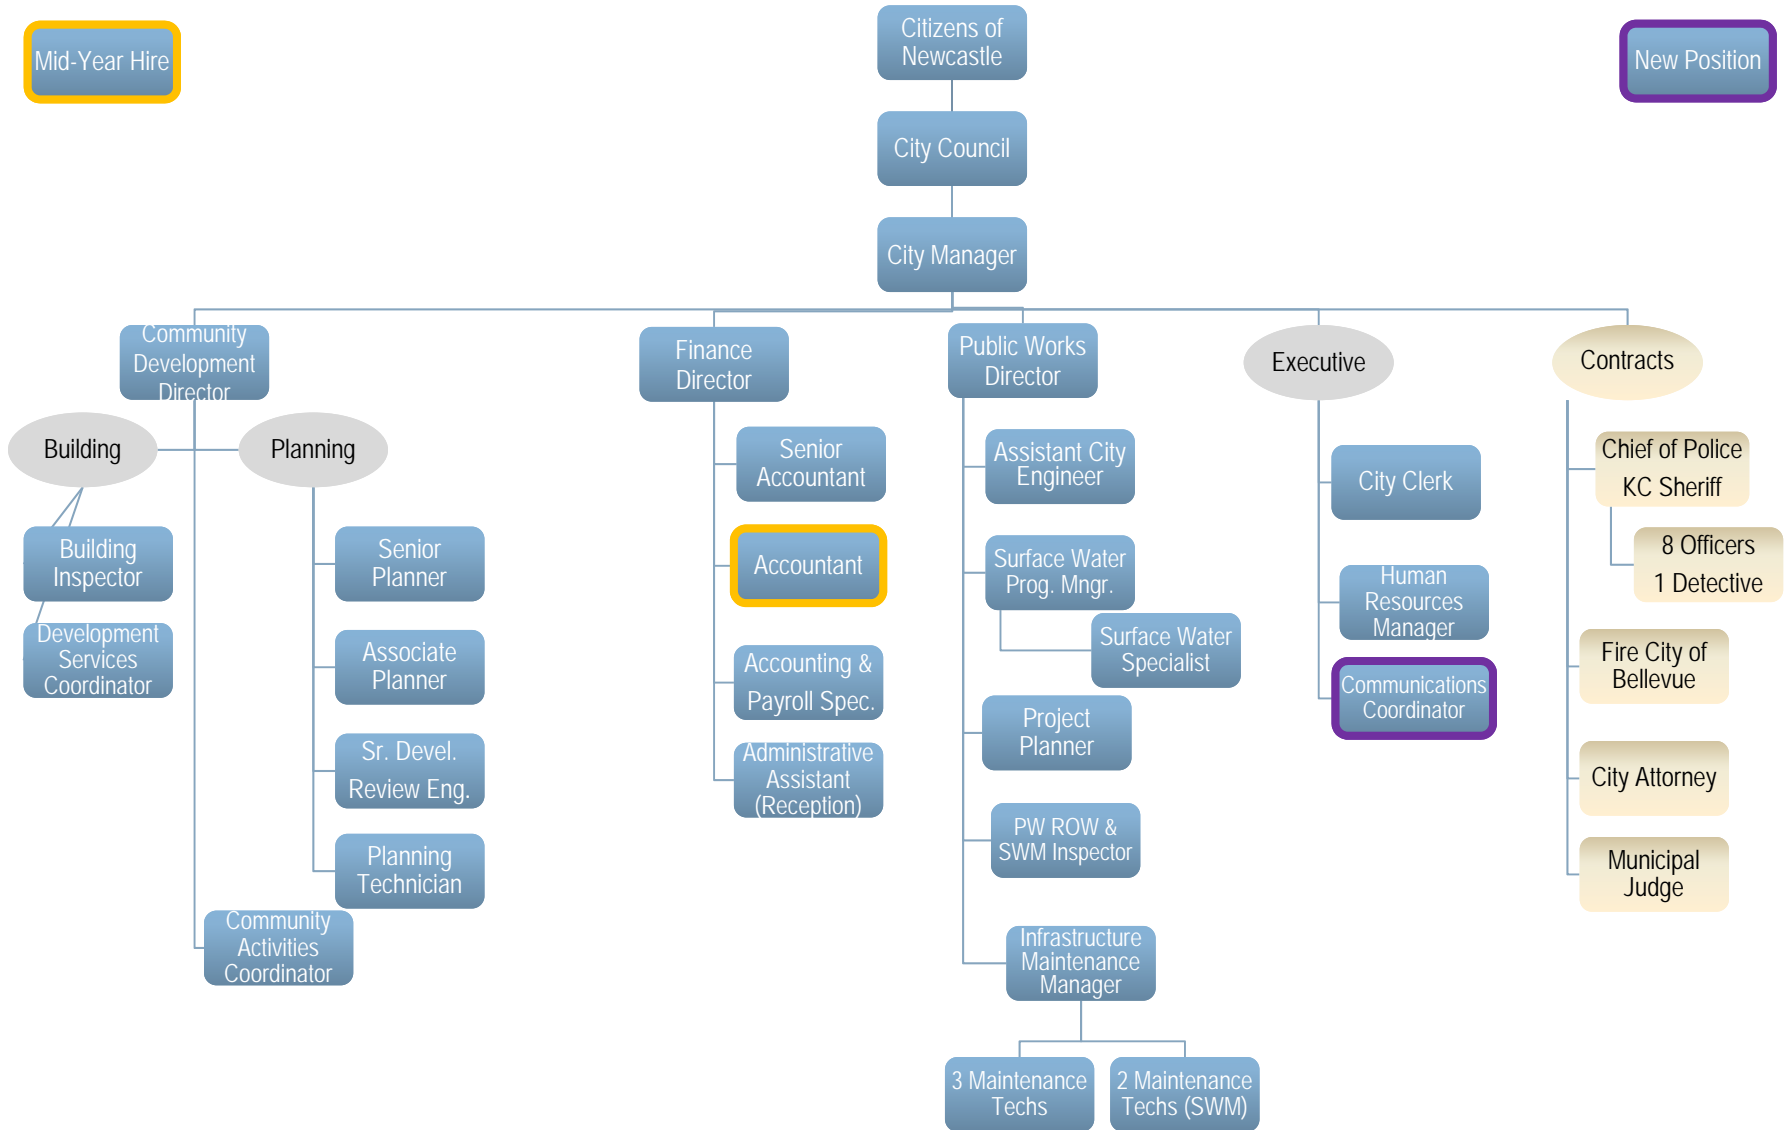 Mid-Year Hire
Citizens of
Newcastle
New Position
City Council
City Manager
Community
Development
Director
Finance
Director
Public Works
Director
Executive
Contracts
Building
Planning
Building
Inspector
Development
Services
Coordinator
Senior
Planner
Associate
Planner
Sr. Devel.
Review Eng.
Planning
Technician
Community
Activities
Coordinator
Senior
Accountant
Accountant
Accounting &
Payroll Spec.
Administrative
Assistant
(Reception)
Assistant City
Engineer
Surface Water
Prog. Mngr.
Surface Water
Specialist
Project
Planner
PW ROW &
SWM Inspector
Infrastructure
Maintenance
Manager
3 Maintenance
Techs
2 Maintenance
Techs (SWM)
City Clerk
Human
Resources
Manager
Communications
Coordinator
Chief of Police
KC Sheriff
8 Officers
1 Detective
Fire City of
Bellevue
City Attorney
Municipal
Judge